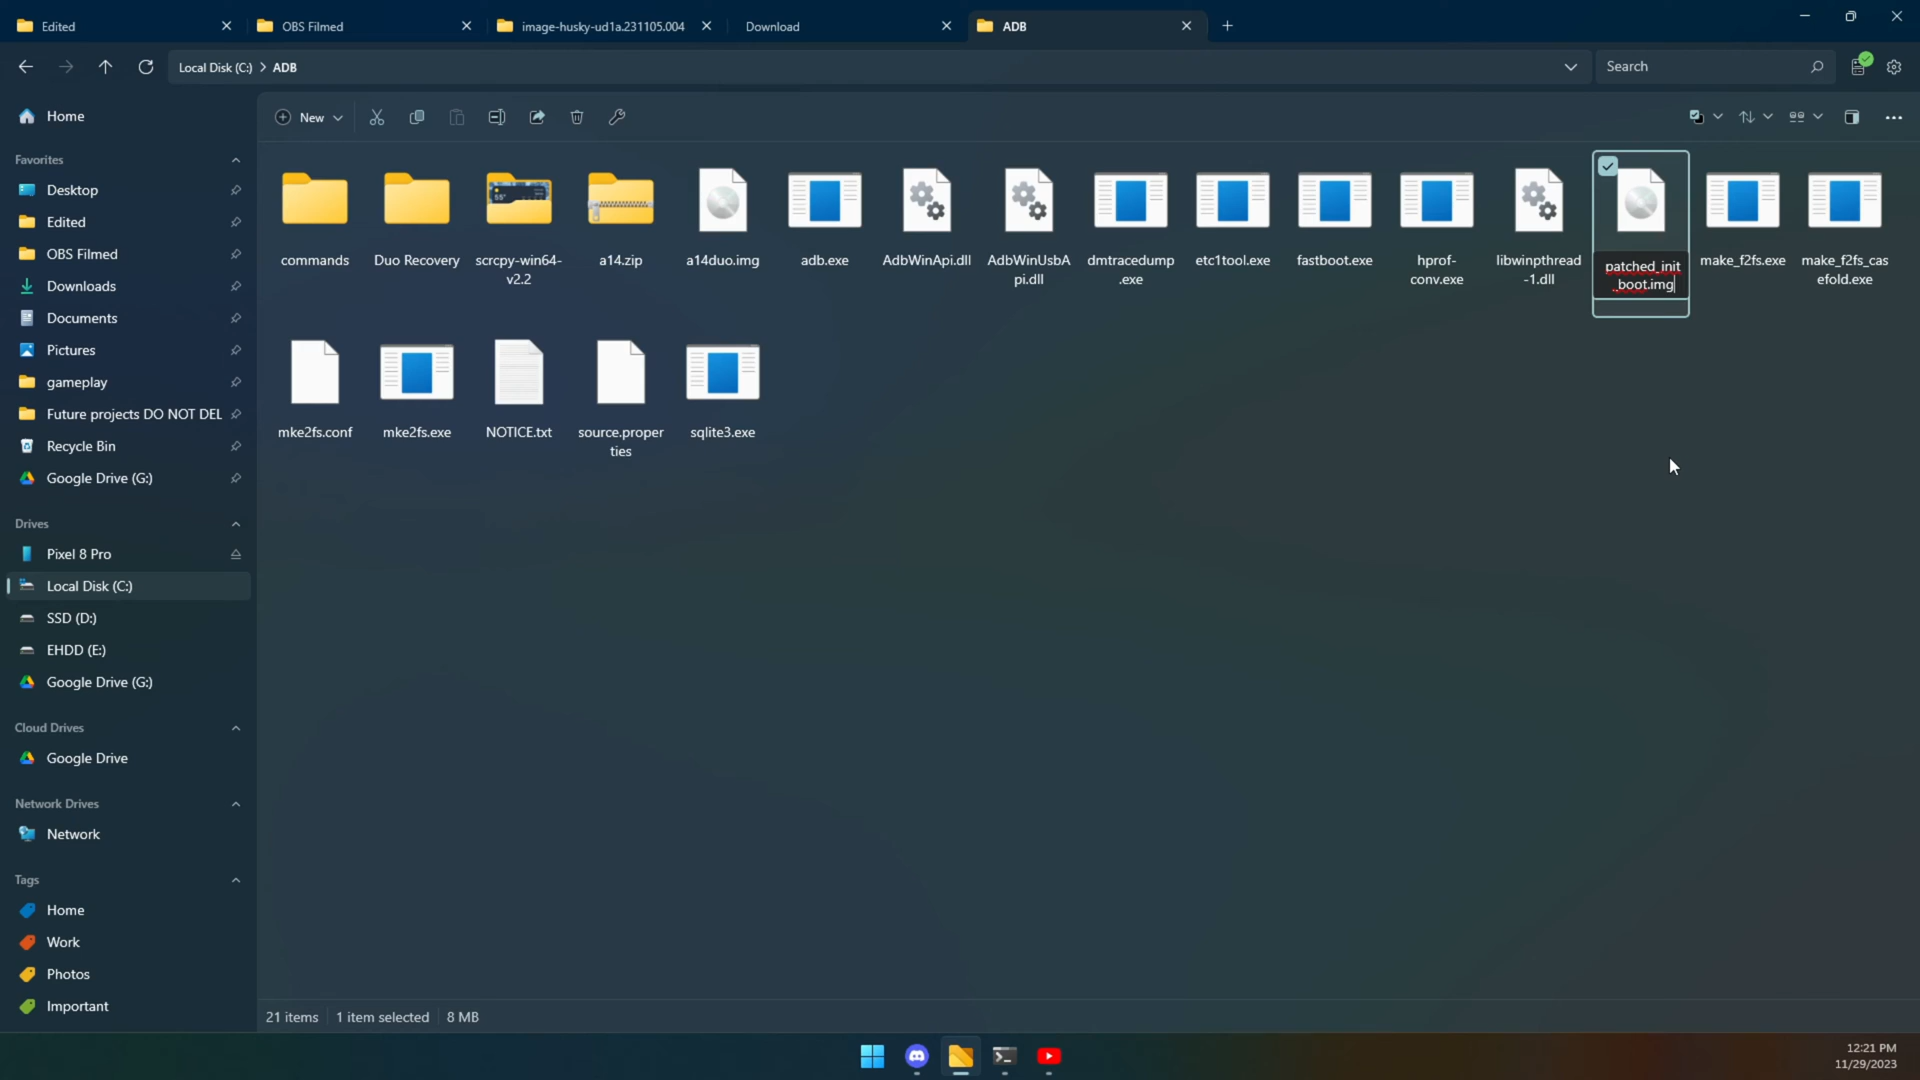 Edited
OBS Filmed
image-husky-ud1a.231105.004
Download
ADB
Local Disk (C:)
ADB
Search
New
Home
Favorites
Desktop
Edited
OBS Filmed
Downloads
Documents
Pictures
gameplay
Future projects DO NOT DEL
Recycle Bin
Google Drive (G:)
Drives
Pixel 8 Pro
Local Disk (C:)
SSD (D:)
EHDD (E:)
Google Drive (G:)
Cloud Drives
Google Drive
Network Drives
Network
Tags
Home
Work
Photos
Important
commands
Duo Recovery
scrcpy-win64-
v2.2
a14.zip
a14duo.img
adb.exe
AdbWinApi.dll
AdbWinUsbA
pi.dll
dmtracedump
.exe
etc1tool.exe
fastboot.exe
hprof-
conv.exe
libwinpthread
-1.dll
patched_init
_boot.img
make_f2fs.exe
make_f2fs_cas
efold.exe
mke2fs.conf
mke2fs.exe
NOTICE.txt
source.proper
ties
sqlite3.exe
21 items
1 item selected
8 MB
12:21 PM
11/29/2023